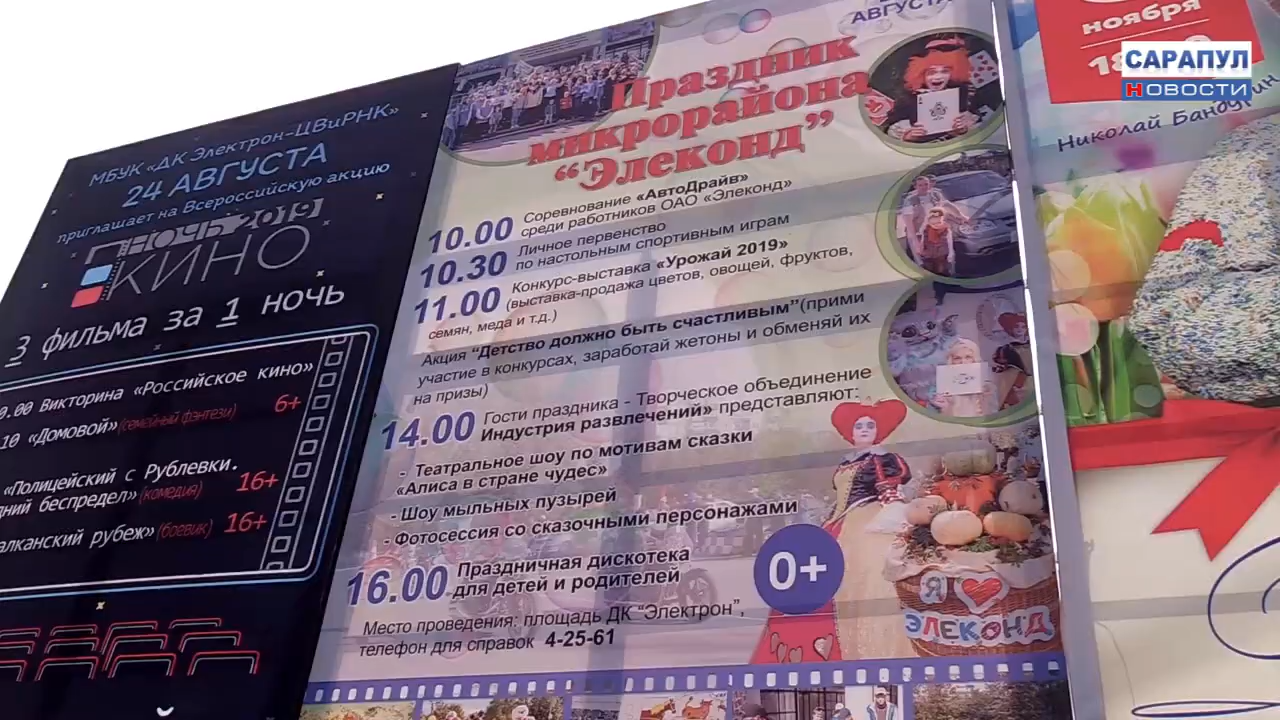 МБУК «ДК Электрон-ЦВиРНК»
24 АВГУСТА
приглашает на Всероссийскую акцию
НОЧЬ 2019
КИНО
3 фильма за 1 ночь
Викторина «Российское кино»
6+
10 «Домовой» (семейный фэнтези)
«Полицейский с Рублевки.
беспредел» (комедия) 16+
рубеж» (боевик) 16+
АВГУСТА
Праздник
микрорайона
“Элеконд”
10.00 Соревнование «АвтоДрайв»
среди работников ОАО «Элеконд»
10.30 Личное первенство
по настольным спортивным играм
11.00 Конкурс-выставка «Урожай 2019»
(выставка-продажа цветов, овощей, фруктов,
семян, меда и т.д.)
Акция “Детство должно быть счастливым”(прими
участие в конкурсах, заработай жетоны и обменяй их
на призы)
14.00 Гости праздника - Творческое объединение
Индустрия развлечений» представляют:
- Театральное шоу по мотивам сказки
«Алиса в стране чудес»
- Шоу мыльных пузырей
- Фотосессия со сказочными персонажами
16.00 Праздничная дискотека
для детей и родителей
0+
Место проведения: площадь ДК “Электрон”,
телефон для справок 4-25-61
Я
ЭЛЕКОНД
ноября
Николай
САРАПУЛ
НОВОСТИ